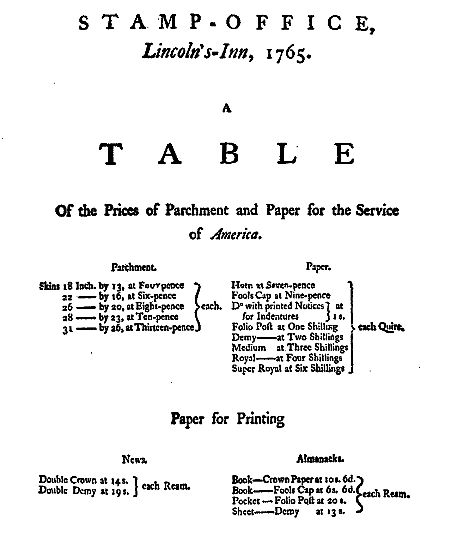 STAMP-OFFICE,
Lincoln's-Inn, 1765.
A
TABLE
Of the Prices of Parchment and Paper for the Service
of America.
Parchment.
Skins 18 Inch. by 13, at Fourpence
22 — by 16, at Six-pence
26 — by 20, at Eight-pence
28 — by 23, at Ten-pence
31 — by 26, at Thirteen-pence
each.
Paper.
Horn at Seven-pence
Fools Cap at Nine-pence
Do with printed Notices } at
for Indentures } 1 s.
Folio Post at One Shilling
Demy — at Two Shillings
Medium at Three Shillings
Royal — at Four Shillings
Super Royal at Six Shillings
each Quire.
Paper for Printing
News.
Double Crown at 14 s.
Double Demy at 19 s.
each Ream.
Almanacks.
Book — Crown Paper at 10s. 6d.
Book — Fools Cap at 6s. 6d.
Pocket — Folio Post at 20 s.
Sheet — Demy at 13 s.
each Ream.